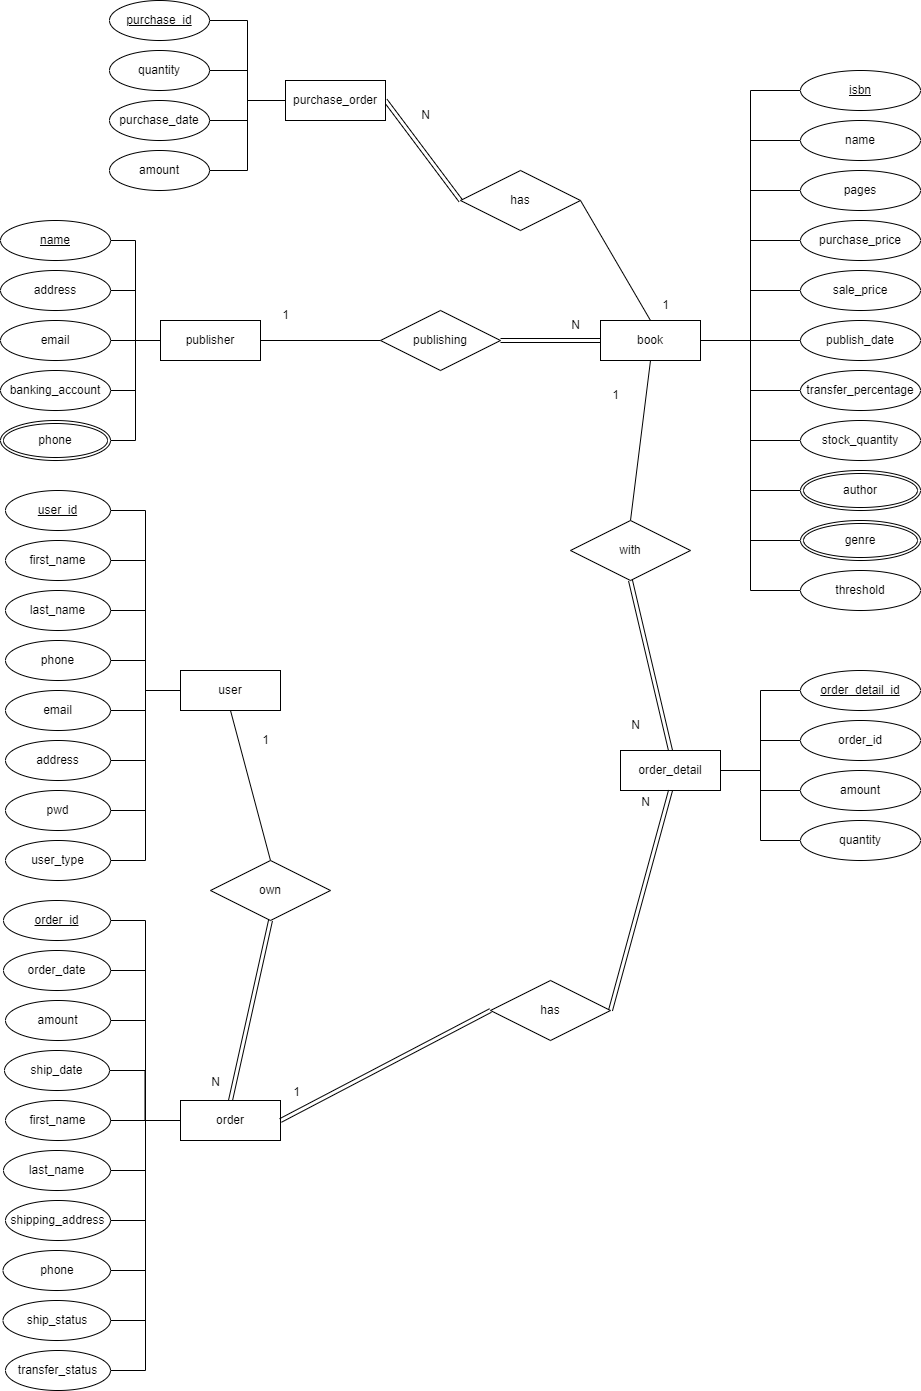 purchase_id
quantity
purchase_date
amount
purchase_order
N
has
1
isbn
name
pages
purchase_price
sale_price
publish_date
transfer_percentage
stock_quantity
author
genre
threshold
name
address
email
banking_account
phone
publisher
1
publishing
N
book
1
with
N
user_id
first_name
last_name
phone
email
address
pwd
user_type
user
1
own
N
order_detail
N
order_detail_id
order_id
amount
quantity
has
1
order
order_id
order_date
amount
ship_date
first_name
last_name
shipping_address
phone
ship_status
transfer_status